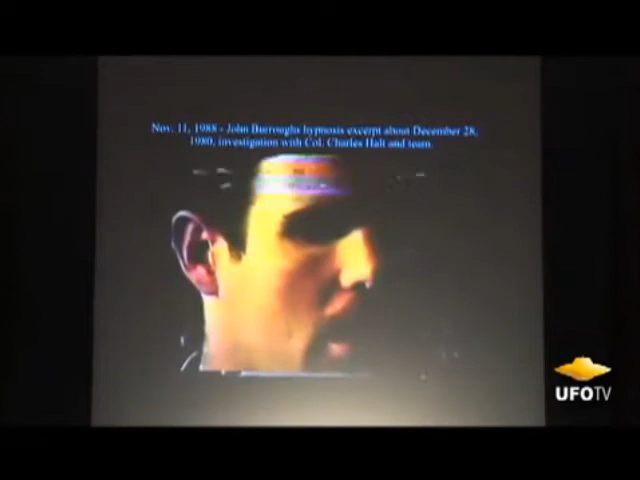 Nov. 11, 1988 - John Burroughs hypnosis excerpt about December 28,
1980, investigation with Col. Charles Halt and team.
UFOTV